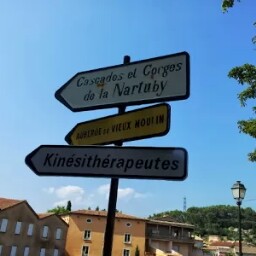 Cascades et Gorges
de la Nartuby
AUBERGE DU VIEUX MOULIN
Kinésithérapeutes